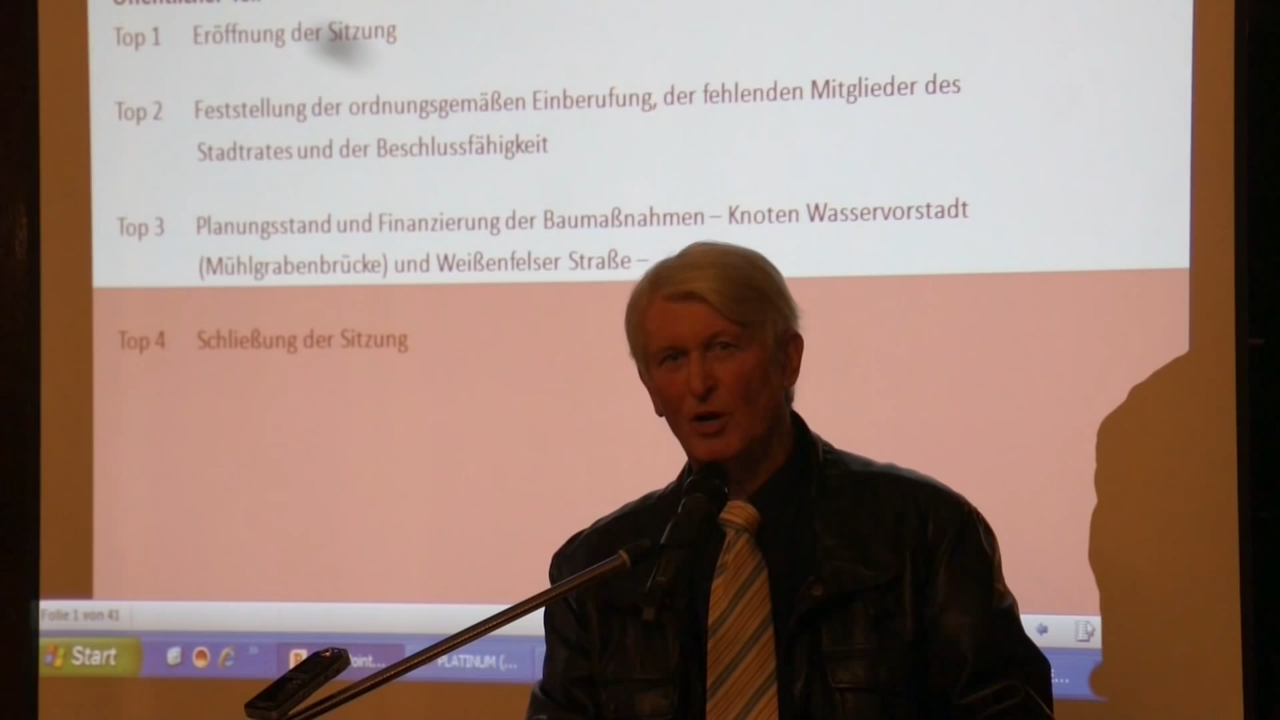 Top 1 Eröffnung der Sitzung
Top 2 Feststellung der ordnungsgemäßen Einberufung, der fehlenden Mitglieder des
Stadtrates und der Beschlussfähigkeit
Top 3 Planungsstand und Finanzierung der Baumaßnahmen – Knoten Wasservorstadt
(Mühlgrabenbrücke) und Weißenfelser Straße –
Top 4 Schließung der Sitzung
Folie 1 von 41
Start oint... PLATINUM (...